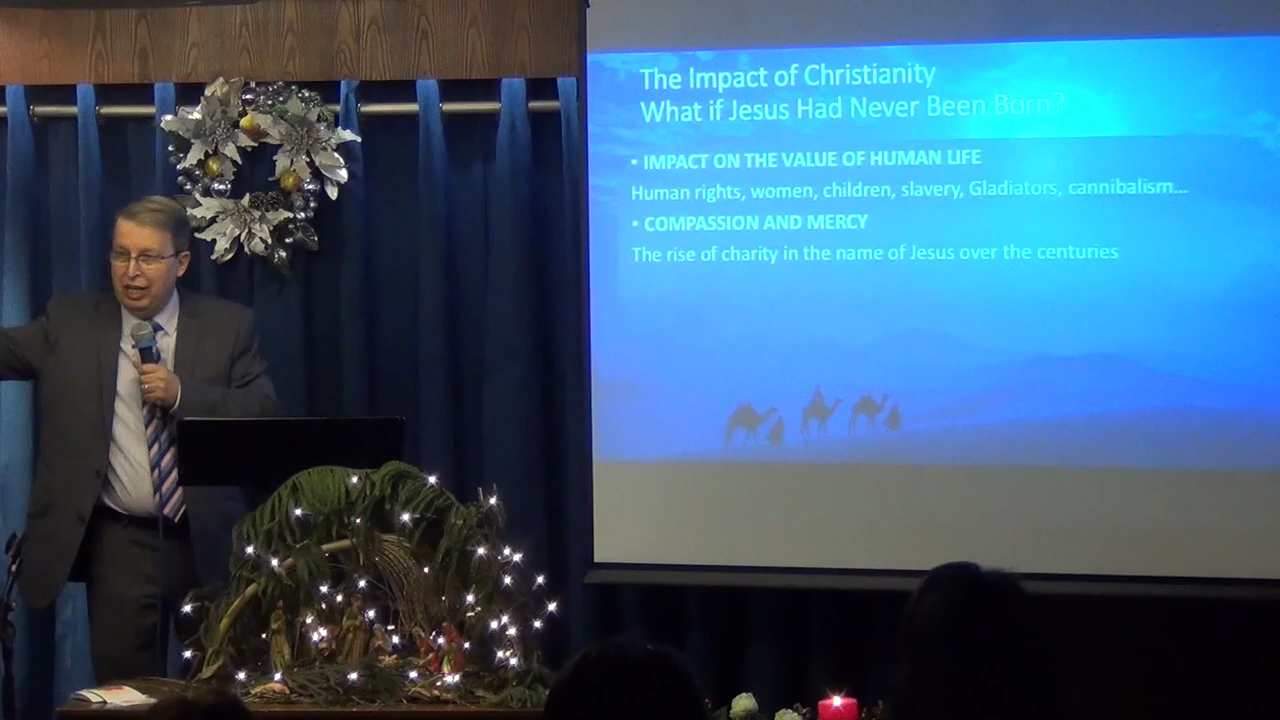 The Impact of Christianity
What if Jesus Had Never Been Born?
• IMPACT ON THE VALUE OF HUMAN LIFE
Human rights, women, children, slavery, Gladiators, cannibalism...
• COMPASSION AND MERCY
The rise of charity in the name of Jesus over the centuries